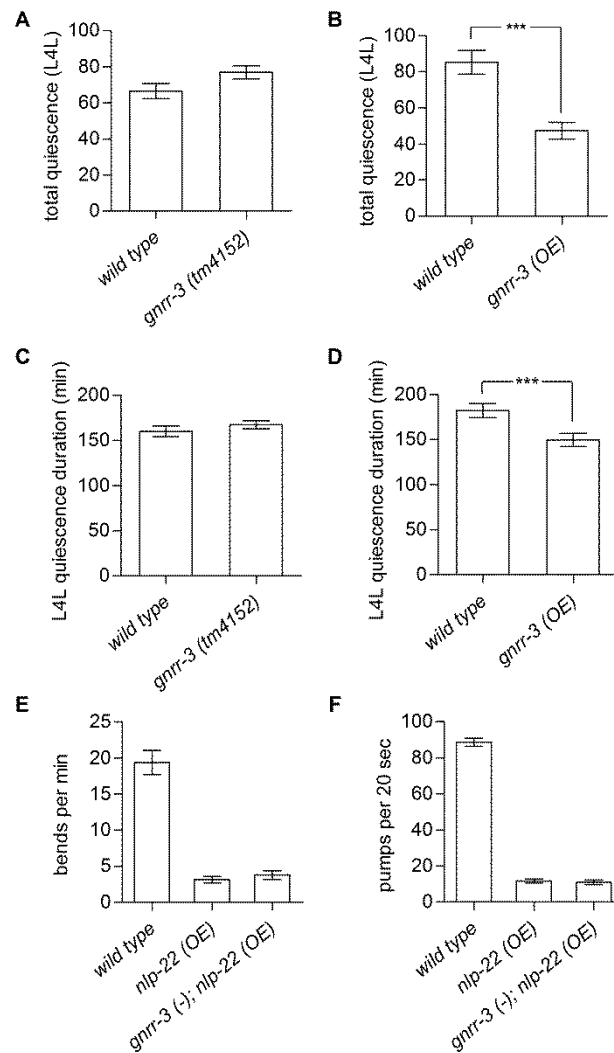 A
total quiescence (L4L)
100
80
60
40
20
0
wild type
gnrr-3 (tm4152)
B
total quiescence (L4L)
100
80
60
40
20
0
***
wild type
gnrr-3 (OE)
C
L4L quiescence duration (min)
200
150
100
50
0
wild type
gnrr-3 (tm4152)
D
L4L quiescence duration (min)
200
150
100
50
0
***
wild type
gnrr-3 (OE)
E
bends per min
25
20
15
10
5
0
wild type
nlp-22 (OE)
gnrr-3 (-); nlp-22 (OE)
F
pumps per 20 sec
100
80
60
40
20
0
wild type
nlp-22 (OE)
gnrr-3 (-); nlp-22 (OE)